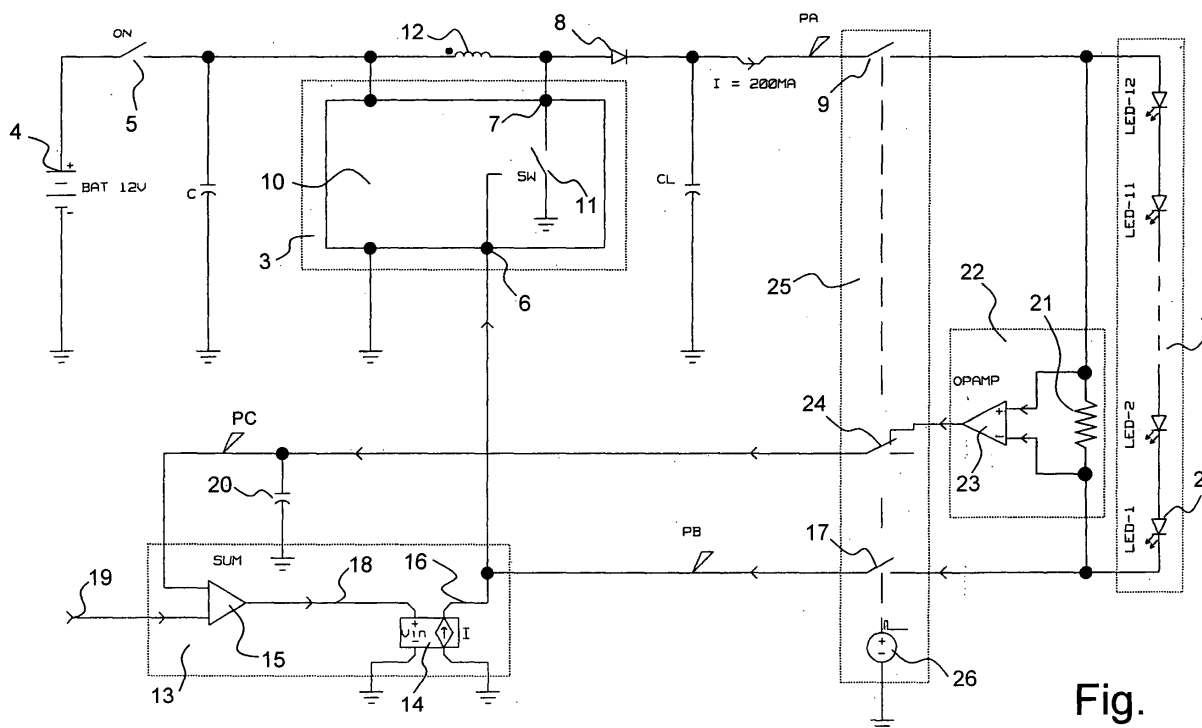 ON
5
4
+
BAT 12V
-
C
12
8
PA
I = 200MA
9
7
10
SW
11
3
6
CL
25
22
21
OPAMP
+
-
23
24
LED-12
LED-11
LED-2
LED-1
2
PC
20
PB
17
SUM
18
16
19
15
13
Vin
+
-
I
14
+
-
26
Fig.